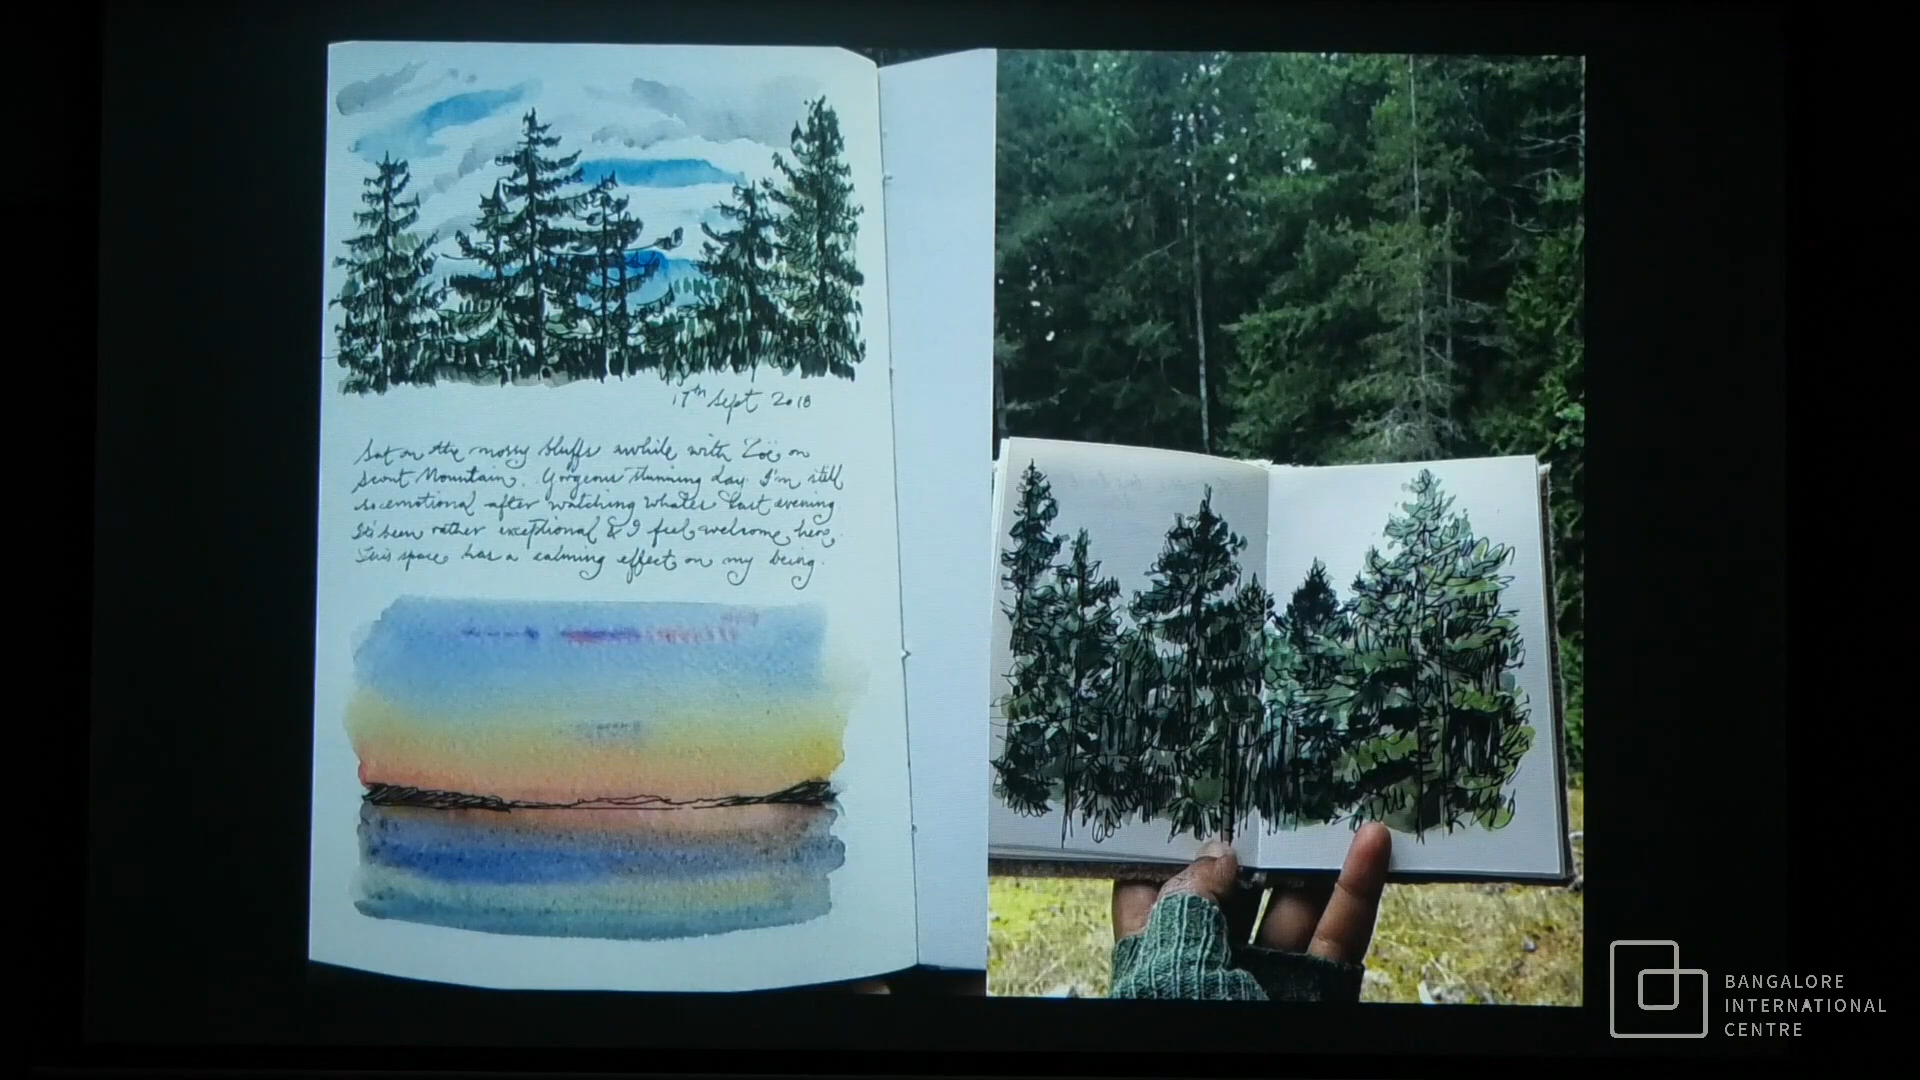 17th Sept 2018
Sat on the mossy bluffs awhile with Zoë on
Scout Mountain. Gorgeous stunning day. I'm still
so emotional after watching whales last evening
It's been rather exceptional & I feel welcome here.
This space has a calming effect on my being.
BANGALORE
INTERNATIONAL
CENTRE